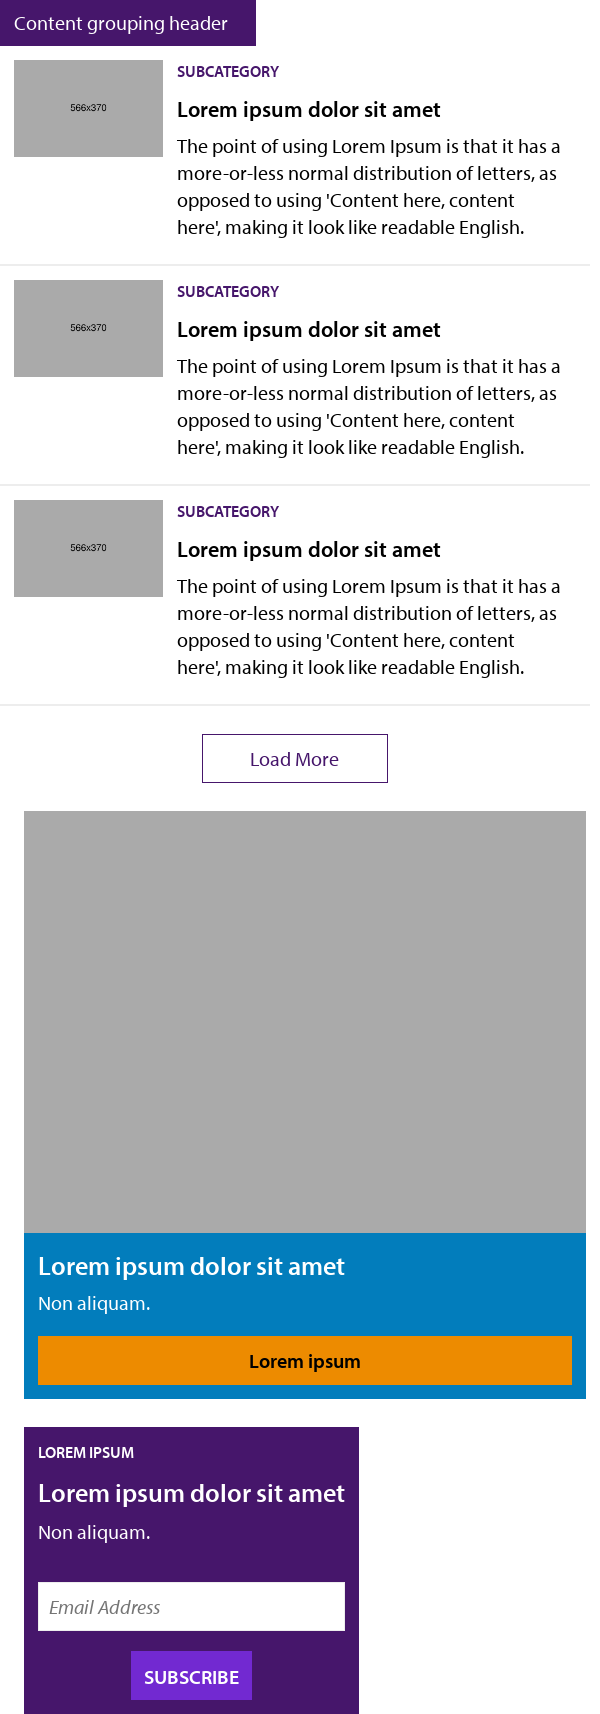 Content grouping header
566x370
SUBCATEGORY
Lorem ipsum dolor sit amet
The point of using Lorem Ipsum is that it has a
more-or-less normal distribution of letters, as
opposed to using 'Content here, content
here', making it look like readable English.
566x370
SUBCATEGORY
Lorem ipsum dolor sit amet
The point of using Lorem Ipsum is that it has a
more-or-less normal distribution of letters, as
opposed to using 'Content here, content
here', making it look like readable English.
566x370
SUBCATEGORY
Lorem ipsum dolor sit amet
The point of using Lorem Ipsum is that it has a
more-or-less normal distribution of letters, as
opposed to using 'Content here, content
here', making it look like readable English.
Load More
Lorem ipsum dolor sit amet
Non aliquam.
Lorem ipsum
LOREM IPSUM
Lorem ipsum dolor sit amet
Non aliquam.
Email Address
SUBSCRIBE